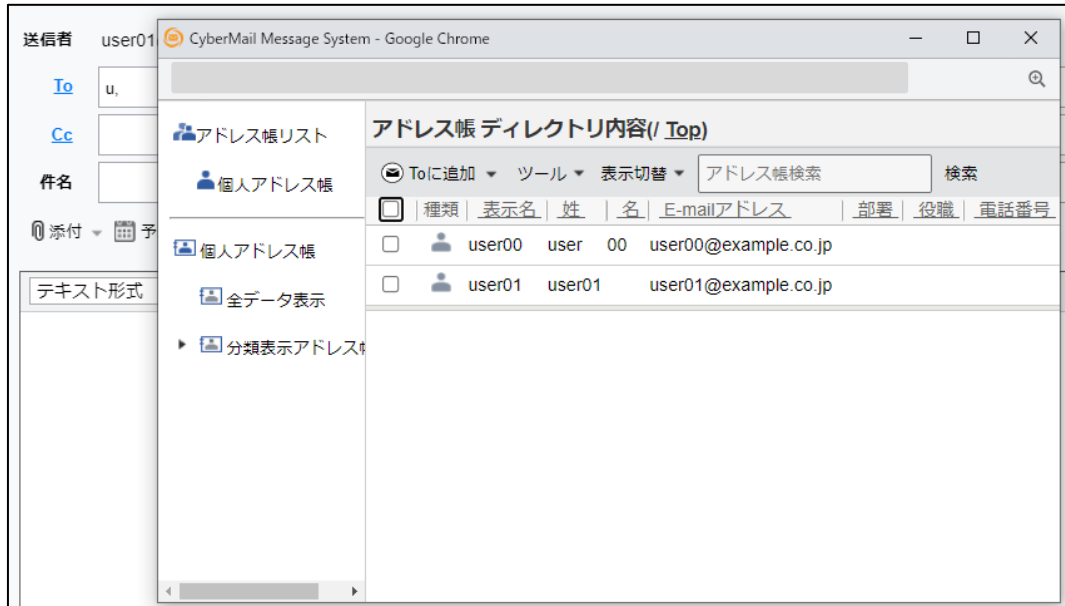 送信者 user01
To u,
Cc
件名
添付 予
テキスト形式
CyberMail Message System - Google Chrome
アドレス帳リスト
個人アドレス帳
個人アドレス帳
全データ表示
分類表示アドレス
アドレス帳 ディレクトリ内容(/ Top)
Toに追加 ツール 表示切替 アドレス帳検索 検索
種類 表示名 姓 名 E-mailアドレス 部署 役職 電話番号
user00 user 00 user00@example.co.jp
user01 user01 user01@example.co.jp